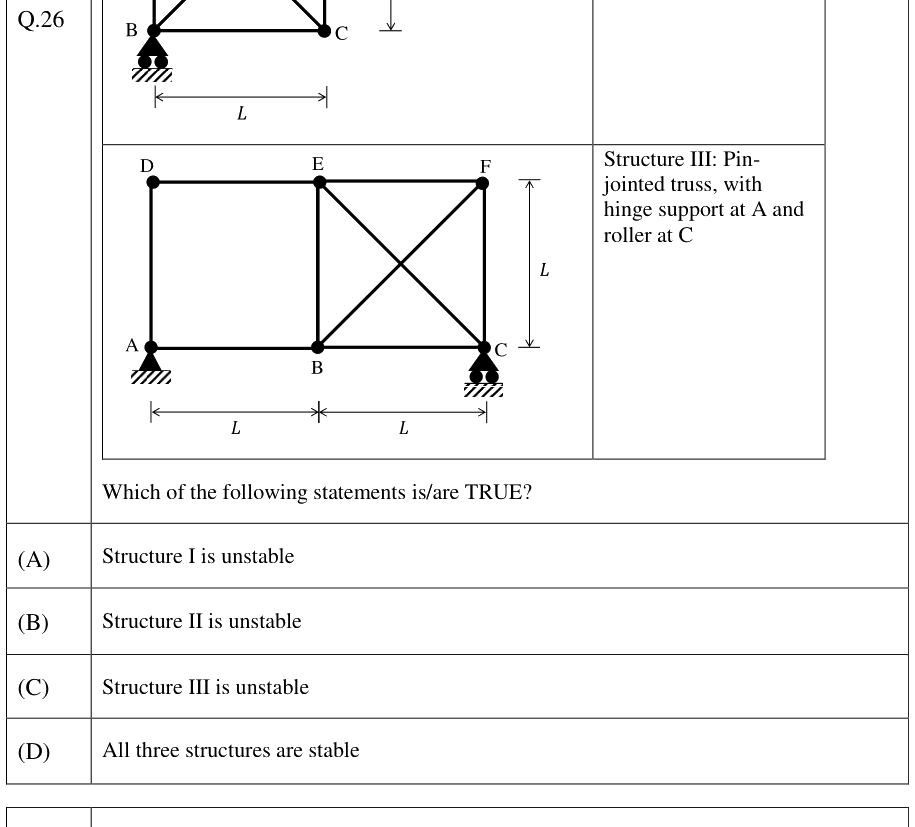 Q.26
B
C
L
D
E
F
Structure III: Pin-
jointed truss, with
hinge support at A and
roller at C
L
A
B
C
L
L
Which of the following statements is/are TRUE?
(A) Structure I is unstable
(B) Structure II is unstable
(C) Structure III is unstable
(D) All three structures are stable